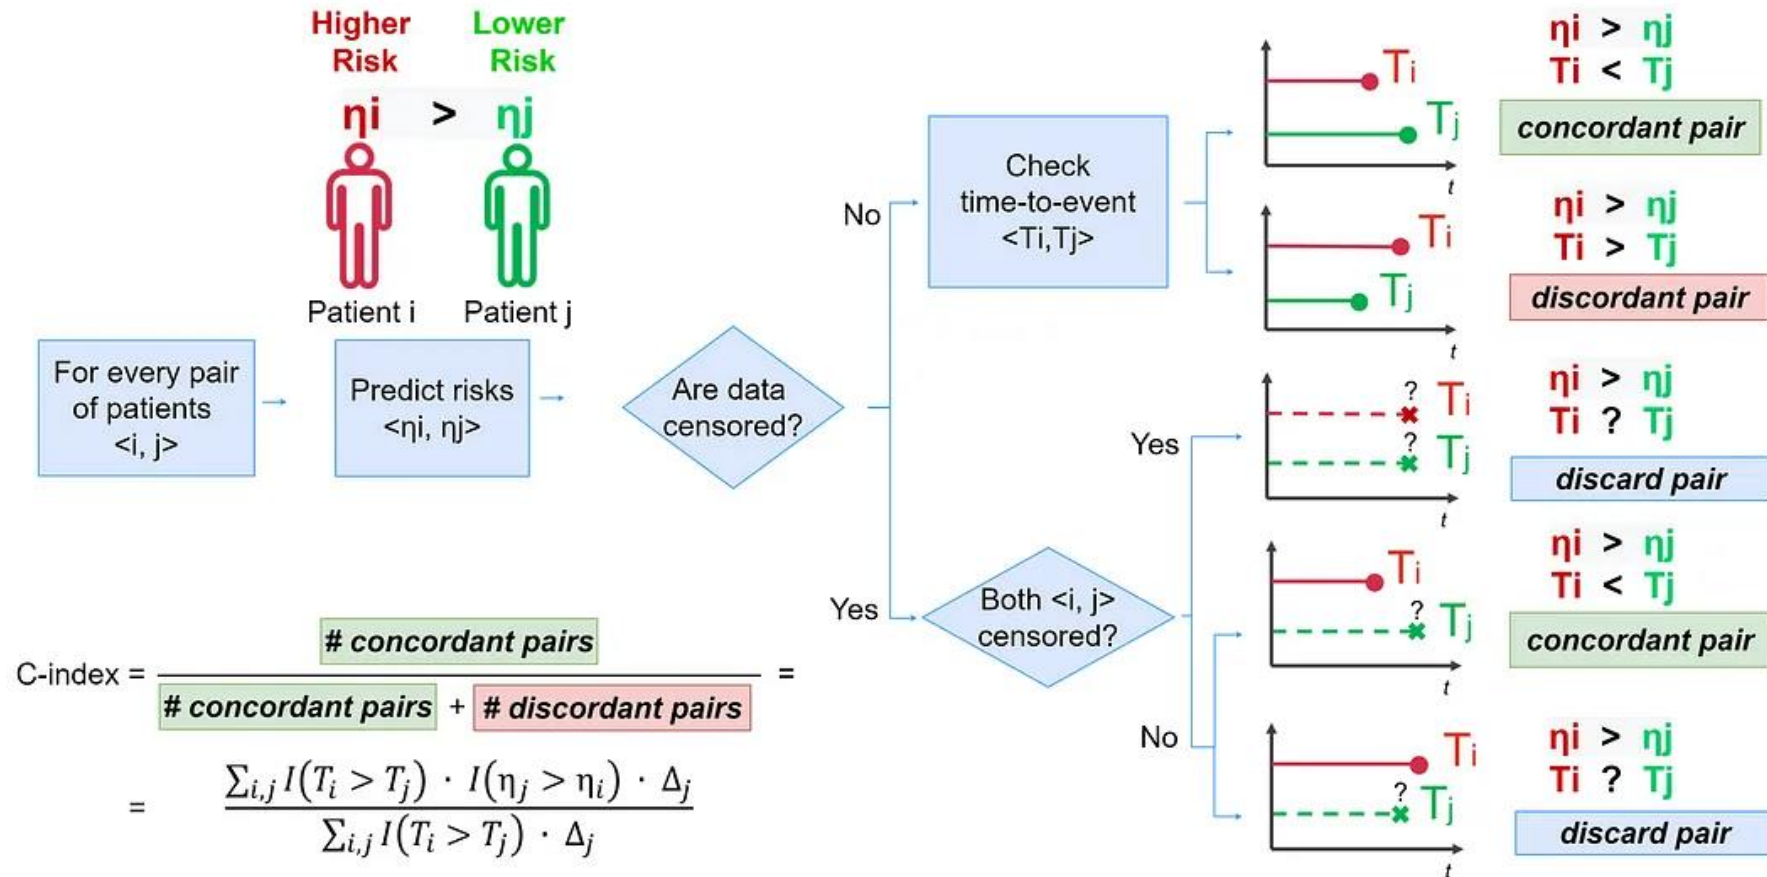 Higher
Risk
Lower
Risk
ηi > ηj
Patient i
Patient j
For every pair
of patients
<i, j>
Predict risks
<ηi, ηj>
Are data
censored?
No
Yes
Check
time-to-event
<Ti,Tj>
Both <i, j>
censored?
Yes
No
Ti
Tj
t
ηi > ηj
Ti < Tj
concordant pair
Ti
Tj
t
ηi > ηj
Ti > Tj
discordant pair
? Ti
? Tj
t
ηi > ηj
Ti ? Tj
discard pair
Ti
? Tj
t
ηi > ηj
Ti < Tj
concordant pair
Ti
? Tj
t
ηi > ηj
Ti ? Tj
discard pair
# concordant pairs
C-index = =
# concordant pairs + # discordant pairs
∑i,j I(Ti > Tj) · I(ηj > ηi) · Δj
=
∑i,j I(Ti > Tj) · Δj